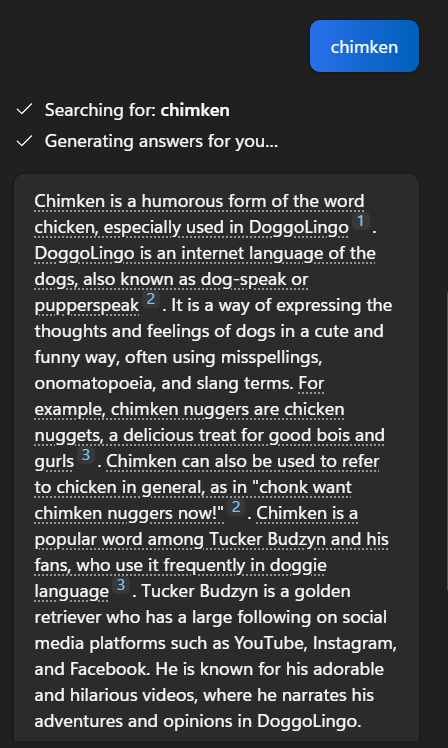 chimken
Searching for: chimken
Generating answers for you...
Chimken is a humorous form of the word
chicken, especially used in DoggoLingo 1 .
DoggoLingo is an internet language of the
dogs, also known as dog-speak or
pupperspeak 2 . It is a way of expressing the
thoughts and feelings of dogs in a cute and
funny way, often using misspellings,
onomatopoeia, and slang terms. For
example, chimken nuggers are chicken
nuggets, a delicious treat for good bois and
gurls 3 . Chimken can also be used to refer
to chicken in general, as in "chonk want
chimken nuggers now!" 2 . Chimken is a
popular word among Tucker Budzyn and his
fans, who use it frequently in doggie
language 3 . Tucker Budzyn is a golden
retriever who has a large following on social
media platforms such as YouTube, Instagram,
and Facebook. He is known for his adorable
and hilarious videos, where he narrates his
adventures and opinions in DoggoLingo.